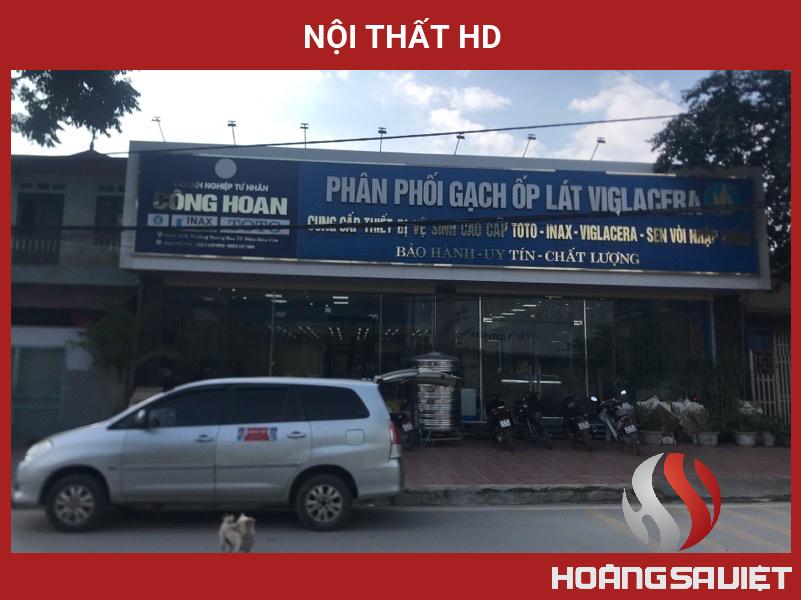 NỘI THẤT HD
DOANH NGHIỆP TƯ NHÂN
CÔNG HOAN
INAX TOTO
PHÂN PHỐI GẠCH ỐP LÁT VIGLACERA
CUNG CẤP THIẾT BỊ VỆ SINH CAO CẤP TOTO - INAX - VIGLACERA - SEN VÒI NHẬP
BẢO HÀNH - UY TÍN - CHẤT LƯỢNG
HOÀNGSAVIỆT